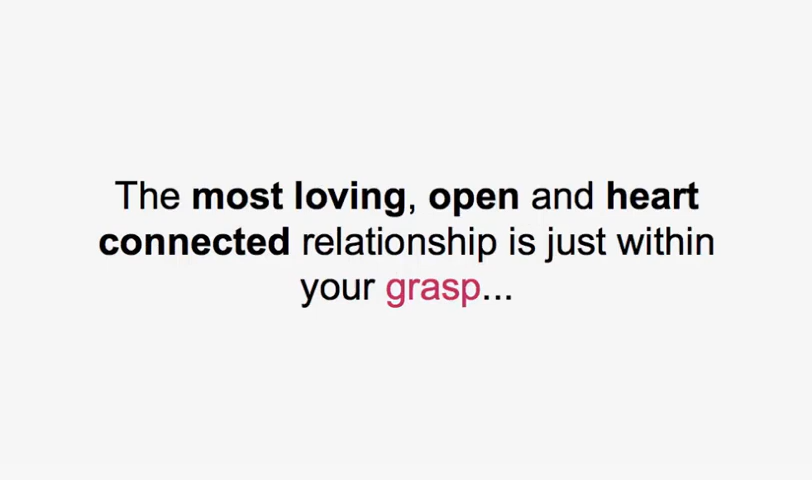 The most loving, open and heart
connected relationship is just within
your grasp...